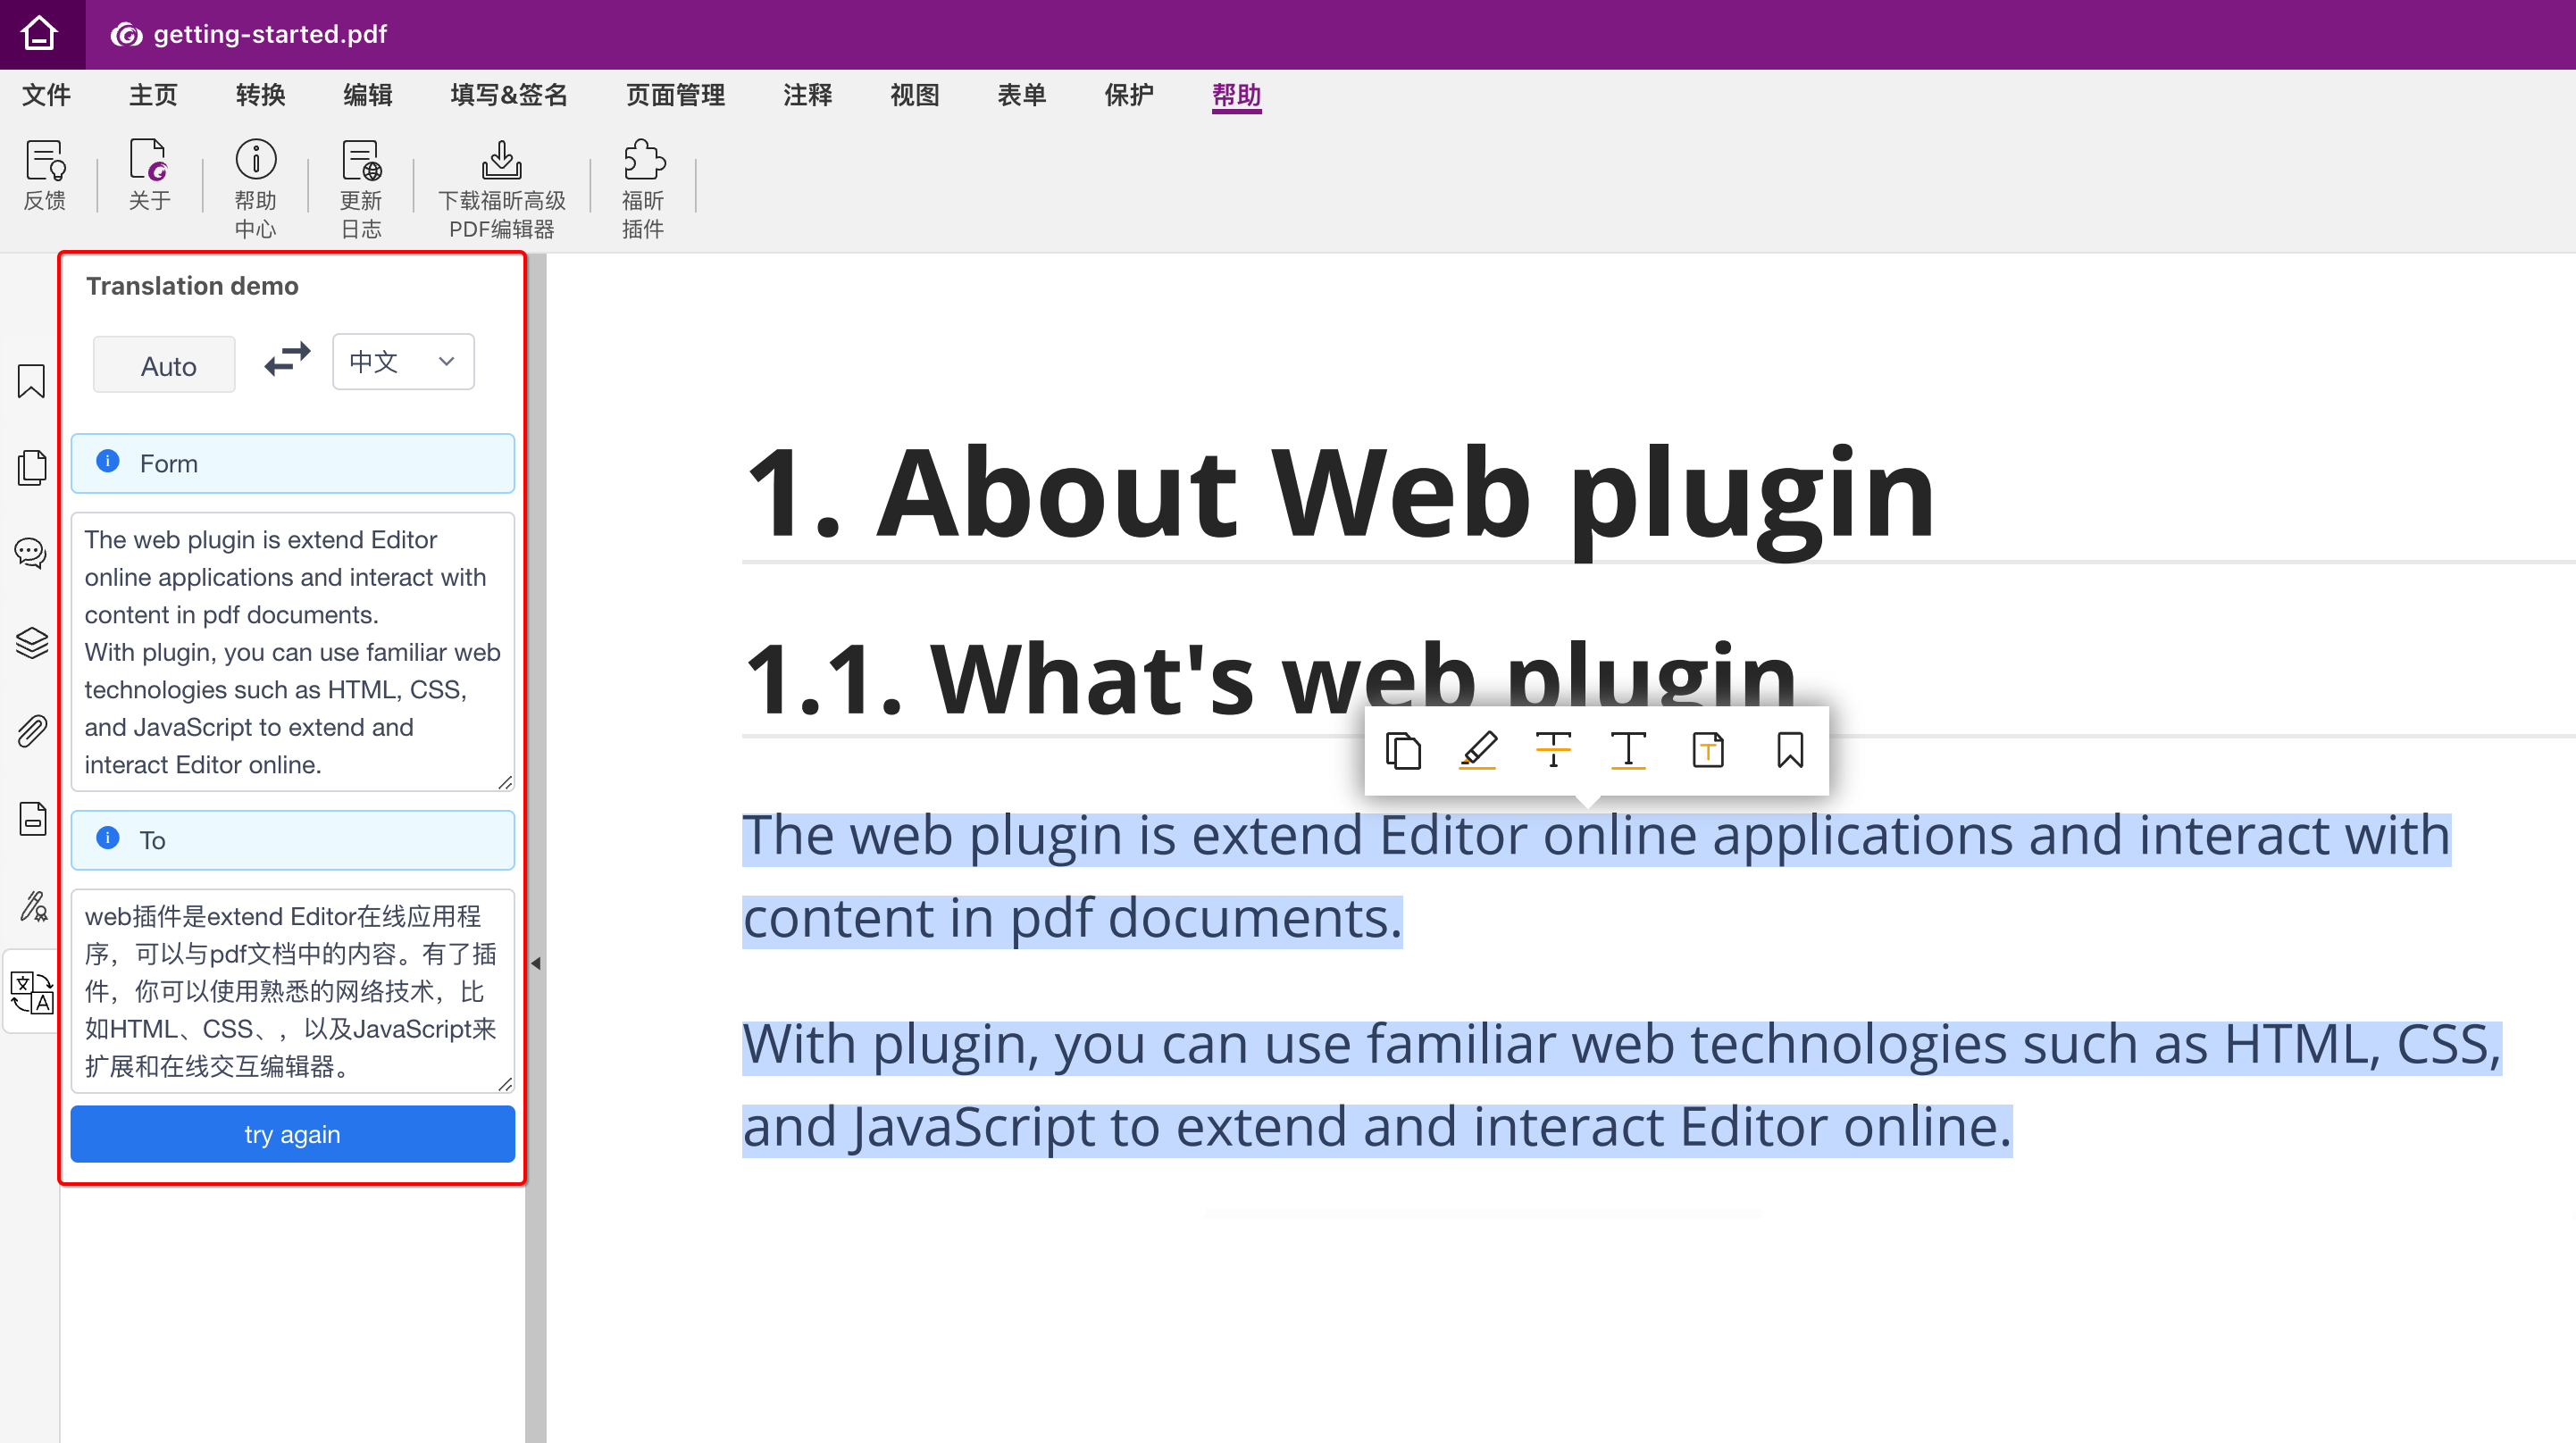 getting-started.pdf
文件 主页 转换 编辑 填写&签名 页面管理 注释 视图 表单 保护 帮助
反馈
关于
帮助
中心
更新
日志
下载福昕高级
PDF编辑器
福昕
插件
Translation demo
Auto
中文
Form
The web plugin is extend Editor
online applications and interact with
content in pdf documents.
With plugin, you can use familiar web
technologies such as HTML, CSS,
and JavaScript to extend and
interact Editor online.
To
web插件是extend Editor在线应用程
序，可以与pdf文档中的内容。有了插
件，你可以使用熟悉的网络技术，比
如HTML、CSS、，以及JavaScript来
扩展和在线交互编辑器。
try again
1. About Web plugin
1.1. What's web plugin
The web plugin is extend Editor online applications and interact with
content in pdf documents.
With plugin, you can use familiar web technologies such as HTML, CSS,
and JavaScript to extend and interact Editor online.